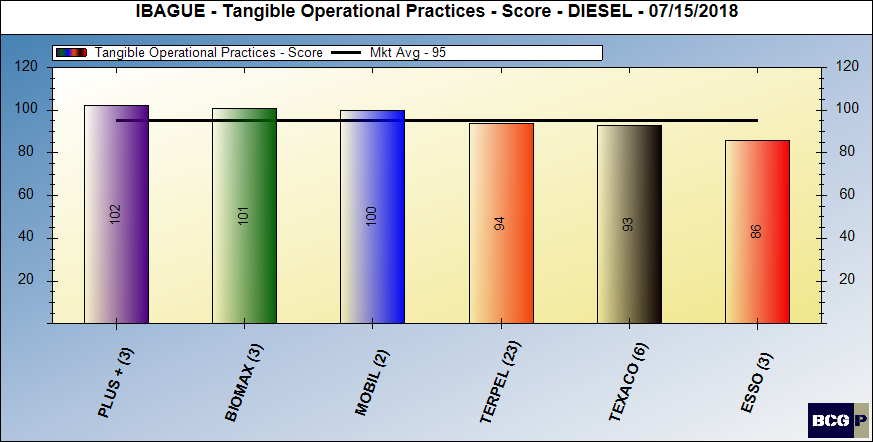 IBAGUE - Tangible Operational Practices - Score - DIESEL - 07/15/2018
Tangible Operational Practices - Score
Mkt Avg - 95
120
100
80
60
40
20
120
100
80
60
40
20
102
101
100
94
93
86
PLUS + (3)
BIOMAX (3)
MOBIL (2)
TERPEL (23)
TEXACO (6)
ESSO (3)
BCG P